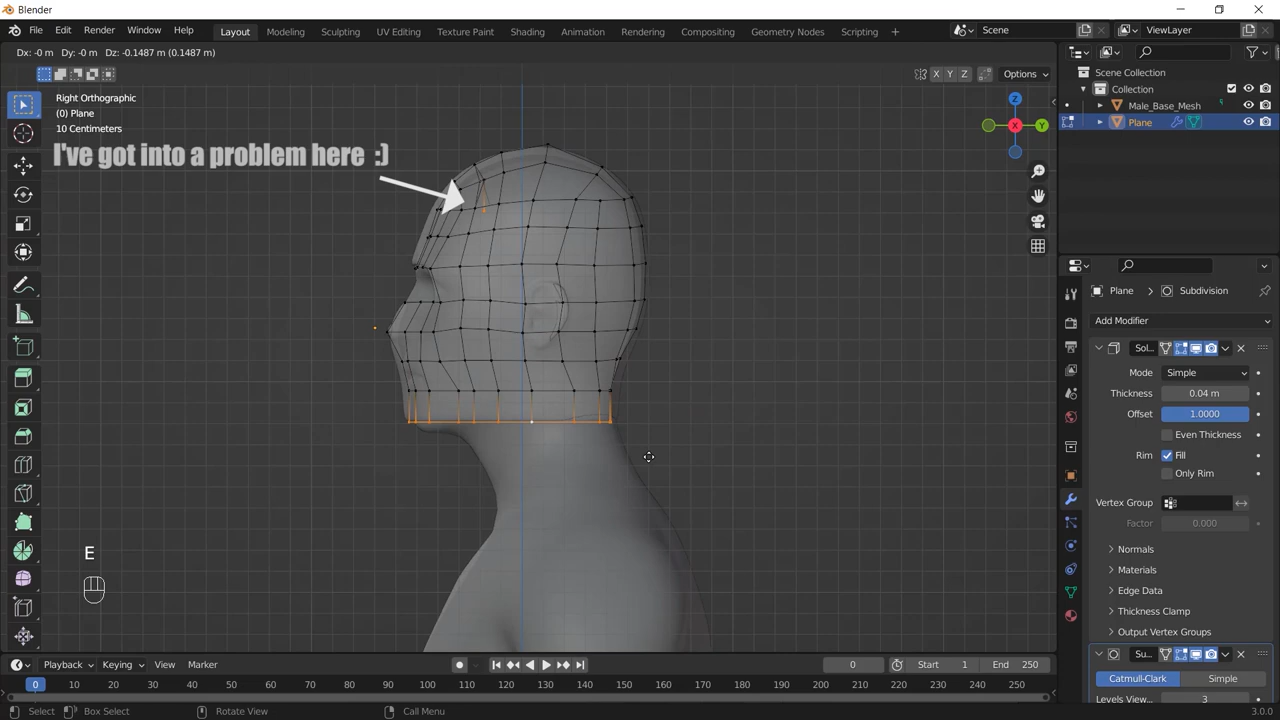 Blender
File Edit Render Window Help Layout Modeling Sculpting UV Editing Texture Paint Shading Animation Rendering Compositing Geometry Nodes Scripting + Scene ViewLayer
Dx: -0 m Dy: -0 m Dz: -0.1487 m (0.1487 m)
X Y Z Options
Scene Collection
Collection
Male_Base_Mesh
Plane
Right Orthographic
(0) Plane
10 Centimeters
Z
Y
X
I've got into a problem here :)
Plane Subdivision
Add Modifier
Sol...
Mode Simple
Thickness 0.04 m
Offset 1.0000
Even Thickness
Rim Fill
Only Rim
Vertex Group
Factor 0.000
Normals
Materials
Edge Data
Thickness Clamp
Output Vertex Groups
Su...
Catmull-Clark Simple
Levels View... 3
E
Playback Keying View Marker 0 Start 1 End 250
0 10 20 30 40 50 60 70 80 90 100 110 120 130 140 150 160 170 180 190 200 210 220 230 240 250
Select Box Select Rotate View Call Menu 3.0.0